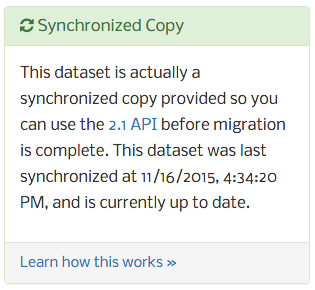 Synchronized Copy
This dataset is actually a
synchronized copy provided so you
can use the 2.1 API before migration
is complete. This dataset was last
synchronized at 11/16/2015, 4:34:20
PM, and is currently up to date.
Learn how this works »